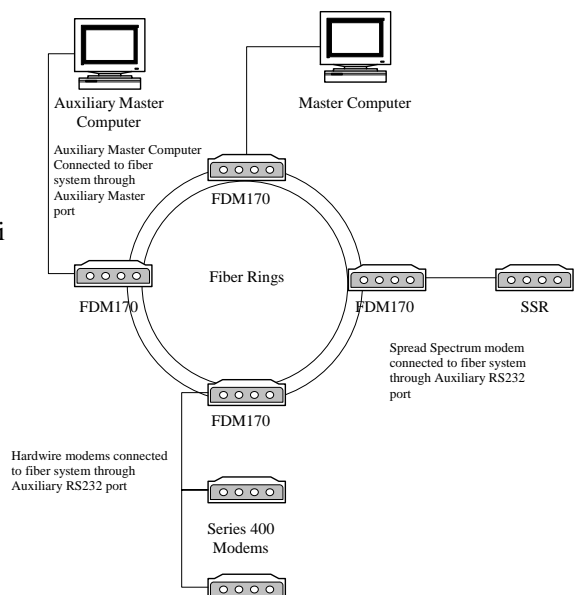 Auxiliary Master
Computer
Master Computer
Auxiliary Master Computer
Connected to fiber
system through
Auxiliary Master
port
FDM170
i
Fiber Rings
FDM170
FDM170
SSR
Spread Spectrum modem
connected to fiber system
through Auxiliary RS232
port
FDM170
Hardwire modems connected
to fiber system through
Auxiliary RS232 port
Series 400
Modems